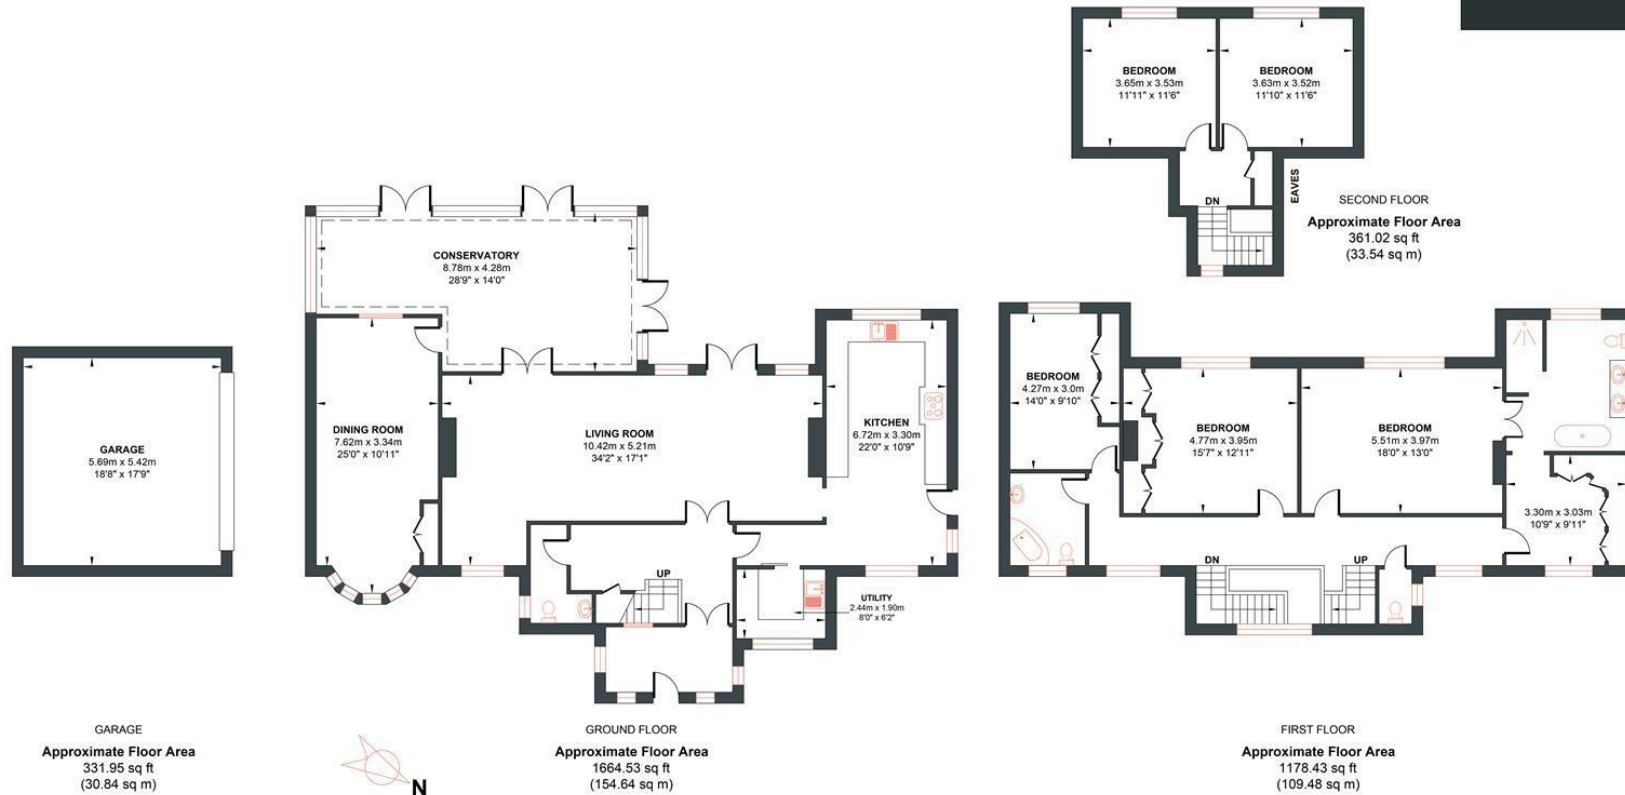 BEDROOM
3.65m x 3.53m
11'11" x 11'6"
BEDROOM
3.63m x 3.52m
11'10" x 11'6"
DN
EAVES
SECOND FLOOR
Approximate Floor Area
361.02 sq ft
(33.54 sq m)
GARAGE
5.69m x 5.42m
18'8" x 17'9"
CONSERVATORY
8.78m x 4.28m
28'9" x 14'0"
DINING ROOM
7.62m x 3.34m
25'0" x 10'11"
LIVING ROOM
10.42m x 5.21m
34'2" x 17'1"
KITCHEN
6.72m x 3.30m
22'0" x 10'9"
UP
UTILITY
2.44m x 1.90m
8'0" x 6'2"
BEDROOM
4.27m x 3.0m
14'0" x 9'10"
BEDROOM
4.77m x 3.95m
15'7" x 12'11"
BEDROOM
5.51m x 3.97m
18'0" x 13'0"
3.30m x 3.03m
10'9" x 9'11"
DN
UP
GARAGE
Approximate Floor Area
331.95 sq ft
(30.84 sq m)
N
GROUND FLOOR
Approximate Floor Area
1664.53 sq ft
(154.64 sq m)
FIRST FLOOR
Approximate Floor Area
1178.43 sq ft
(109.48 sq m)